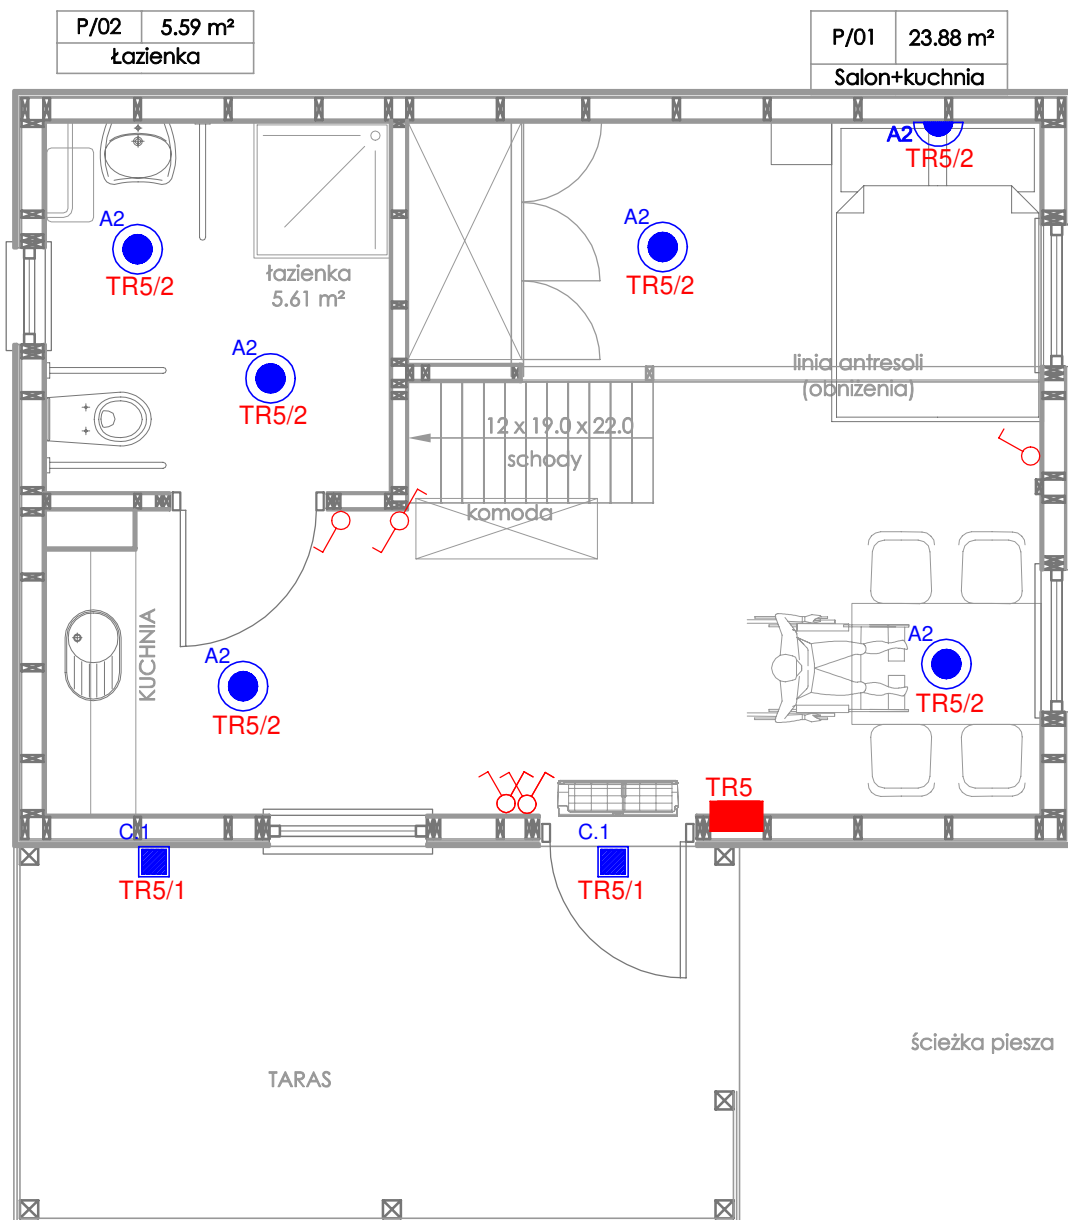 P/02 5.59 m²
Łazienka
P/01 23.88 m²
Salon+kuchnia
A2
TR5/2
A2
TR5/2
A2
TR5/2
łazienka
5.61 m²
A2
TR5/2
linia antresoli
(obniżenia)
12 x 19.0 x 22.0
schody
komoda
KUCHNIA
A2
TR5/2
A2
TR5/2
TR5
C.1
TR5/1
C.1
TR5/1
ścieżka piesza
TARAS